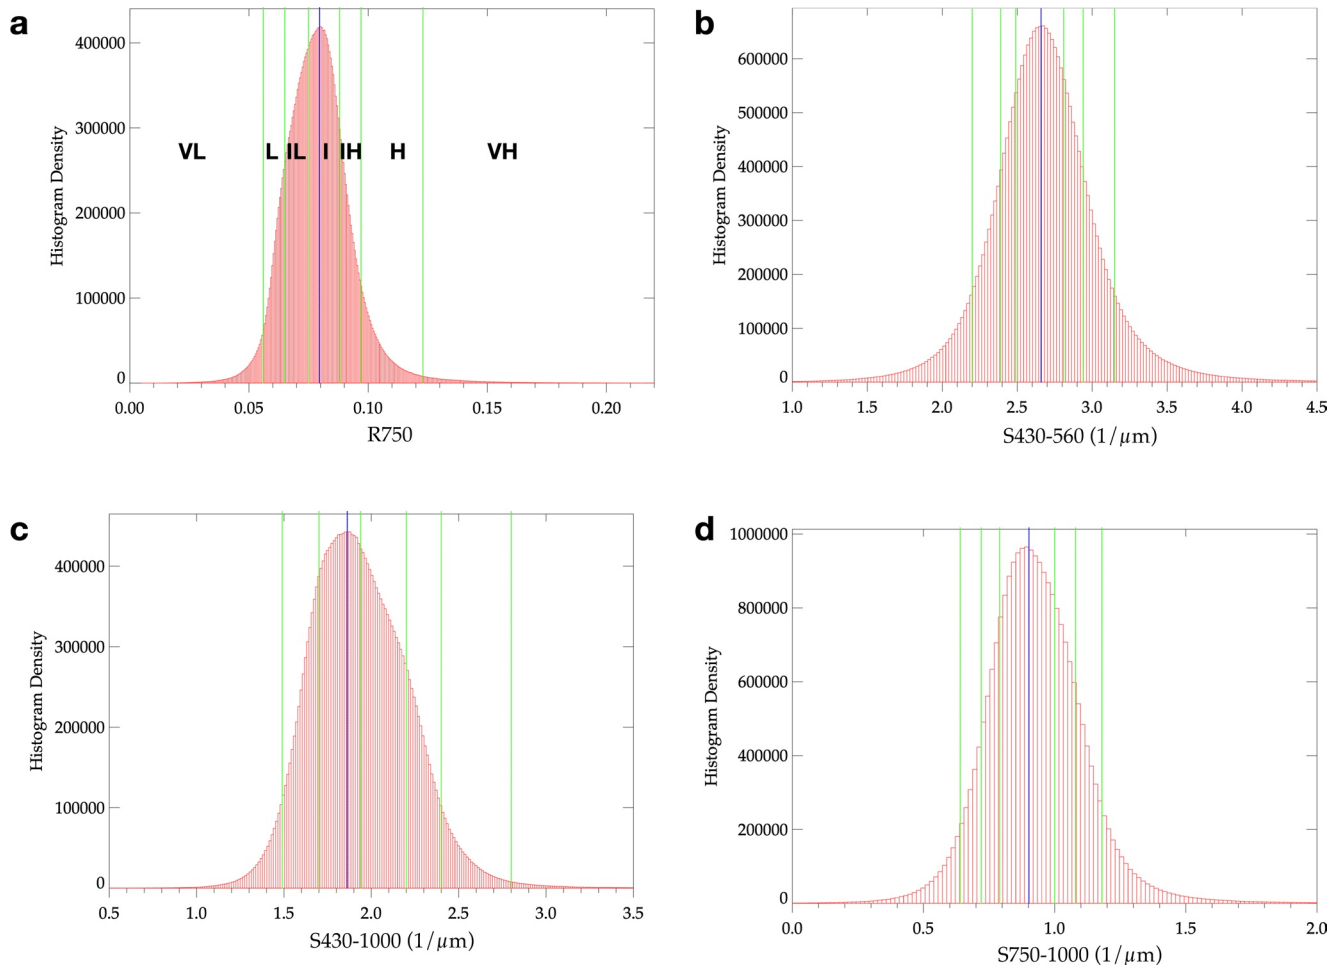 a
400000
300000
200000
100000
0
Histogram Density
VL L IL I IH H VH
0.00 0.05 0.10 0.15 0.20
R750
b
600000
500000
400000
300000
200000
100000
0
Histogram Density
1.0 1.5 2.0 2.5 3.0 3.5 4.0 4.5
S430-560 (1/μm)
c
400000
300000
200000
100000
0
Histogram Density
0.5 1.0 1.5 2.0 2.5 3.0 3.5
S430-1000 (1/μm)
d
1000000
800000
600000
400000
200000
0
Histogram Density
0.0 0.5 1.0 1.5 2.0
S750-1000 (1/μm)